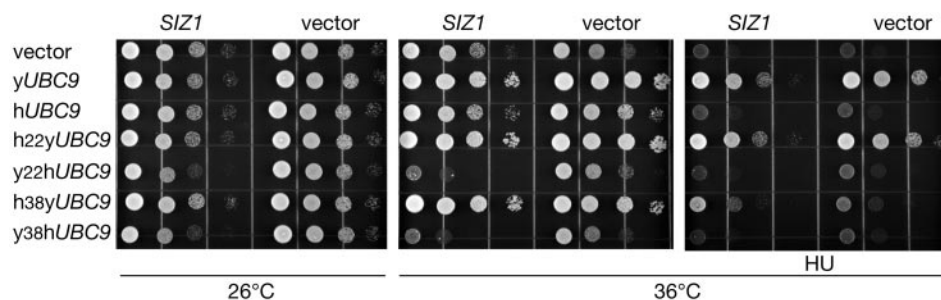 SIZ1 vector SIZ1 vector SIZ1 vector
vector
yUBC9
hUBC9
h22yUBC9
y22hUBC9
h38yUBC9
y38hUBC9
HU
26°C 36°C